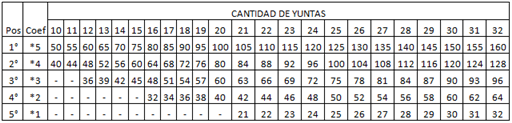 CANTIDAD DE YUNTAS
Pos Coef 10 11 12 13 14 15 16 17 18 19 20 21 22 23 24 25 26 27 28 29 30 31 32
1° *5 50 55 60 65 70 75 80 85 90 95 100 105 110 115 120 125 130 135 140 145 150 155 160
2° *4 40 44 48 52 56 60 64 68 72 76 80 84 88 92 96 100 104 108 112 116 120 124 128
3° *3 - - 36 39 42 45 48 51 54 57 60 63 66 69 72 75 78 81 84 87 90 93 96
4° *2 - - - - - - 32 34 36 38 40 42 44 46 48 50 52 54 56 58 60 62 64
5° *1 - - - - - - - - - - - 21 22 23 24 25 26 27 28 29 30 31 32